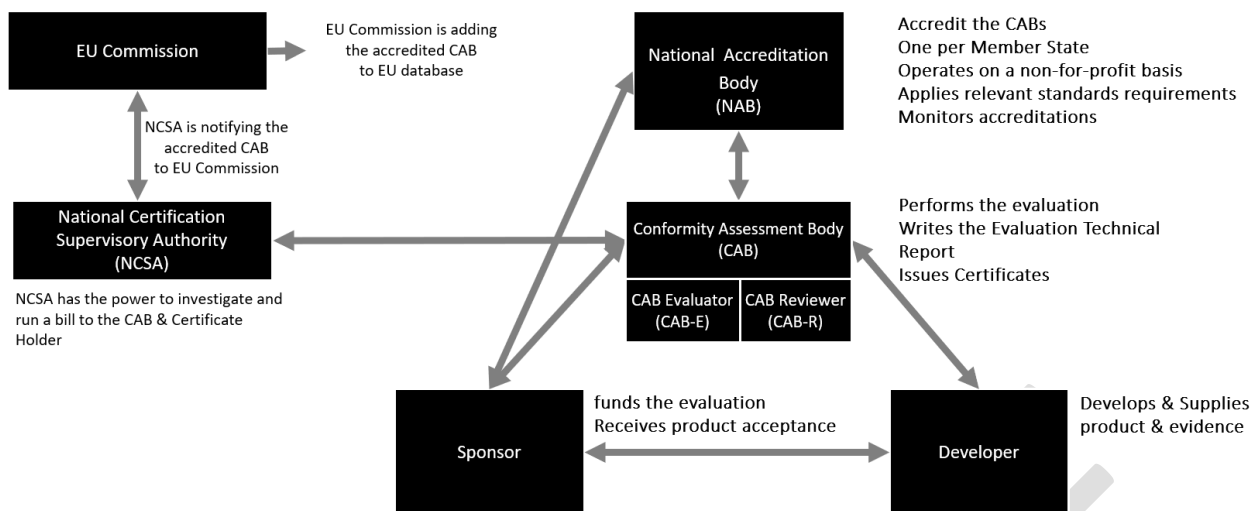 EU Commission
EU Commission is adding
the accredited CAB
to EU database
National Accreditation
Body
(NAB)
Accredit the CABs
One per Member State
Operates on a non-for-profit basis
Applies relevant standards requirements
Monitors accreditations
NCSA is notifying the
accredited CAB
to EU Commission
National Certification
Supervisory Authority
(NCSA)
NCSA has the power to investigate and
run a bill to the CAB & Certificate
Holder
Conformity Assessment Body
(CAB)
CAB Evaluator
(CAB-E)
CAB Reviewer
(CAB-R)
Performs the evaluation
Writes the Evaluation Technical
Report
Issues Certificates
Sponsor
funds the evaluation
Receives product acceptance
Developer
Develops & Supplies
product & evidence